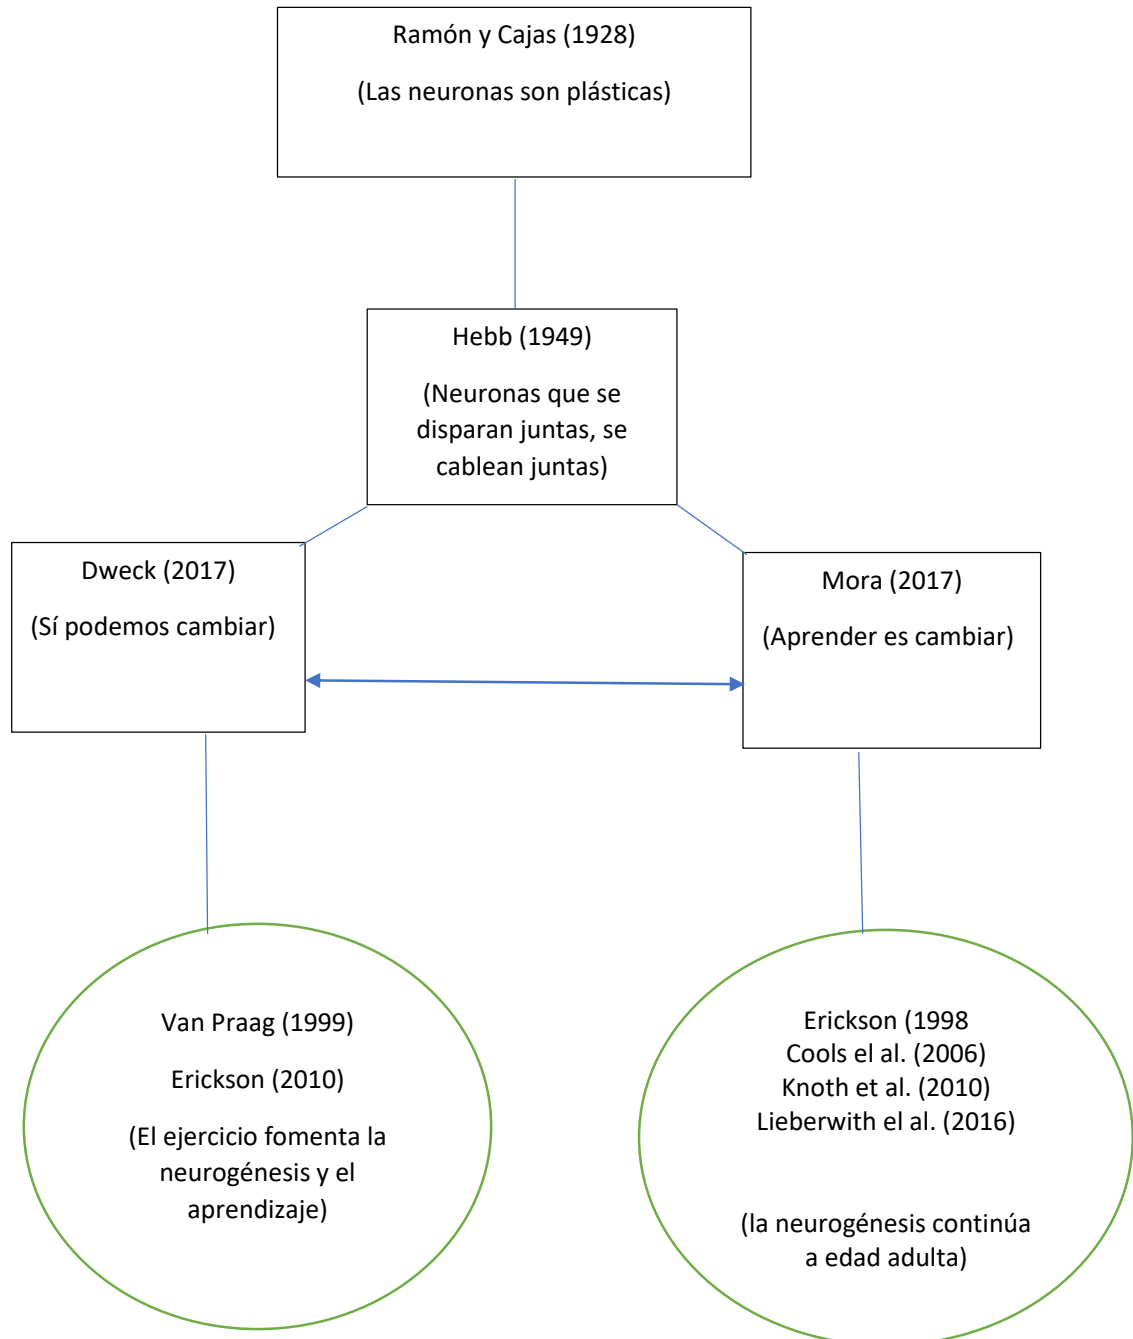 Ramón y Cajas (1928)
(Las neuronas son plásticas)
Hebb (1949)
(Neuronas que se
disparan juntas, se
cablean juntas)
Dweck (2017)
(Sí podemos cambiar)
Mora (2017)
(Aprender es cambiar)
Van Praag (1999)
Erickson (2010)
(El ejercicio fomenta la
neurogénesis y el
aprendizaje)
Erickson (1998
Cools el al. (2006)
Knoth et al. (2010)
Lieberwith el al. (2016)
(la neurogénesis continúa
a edad adulta)